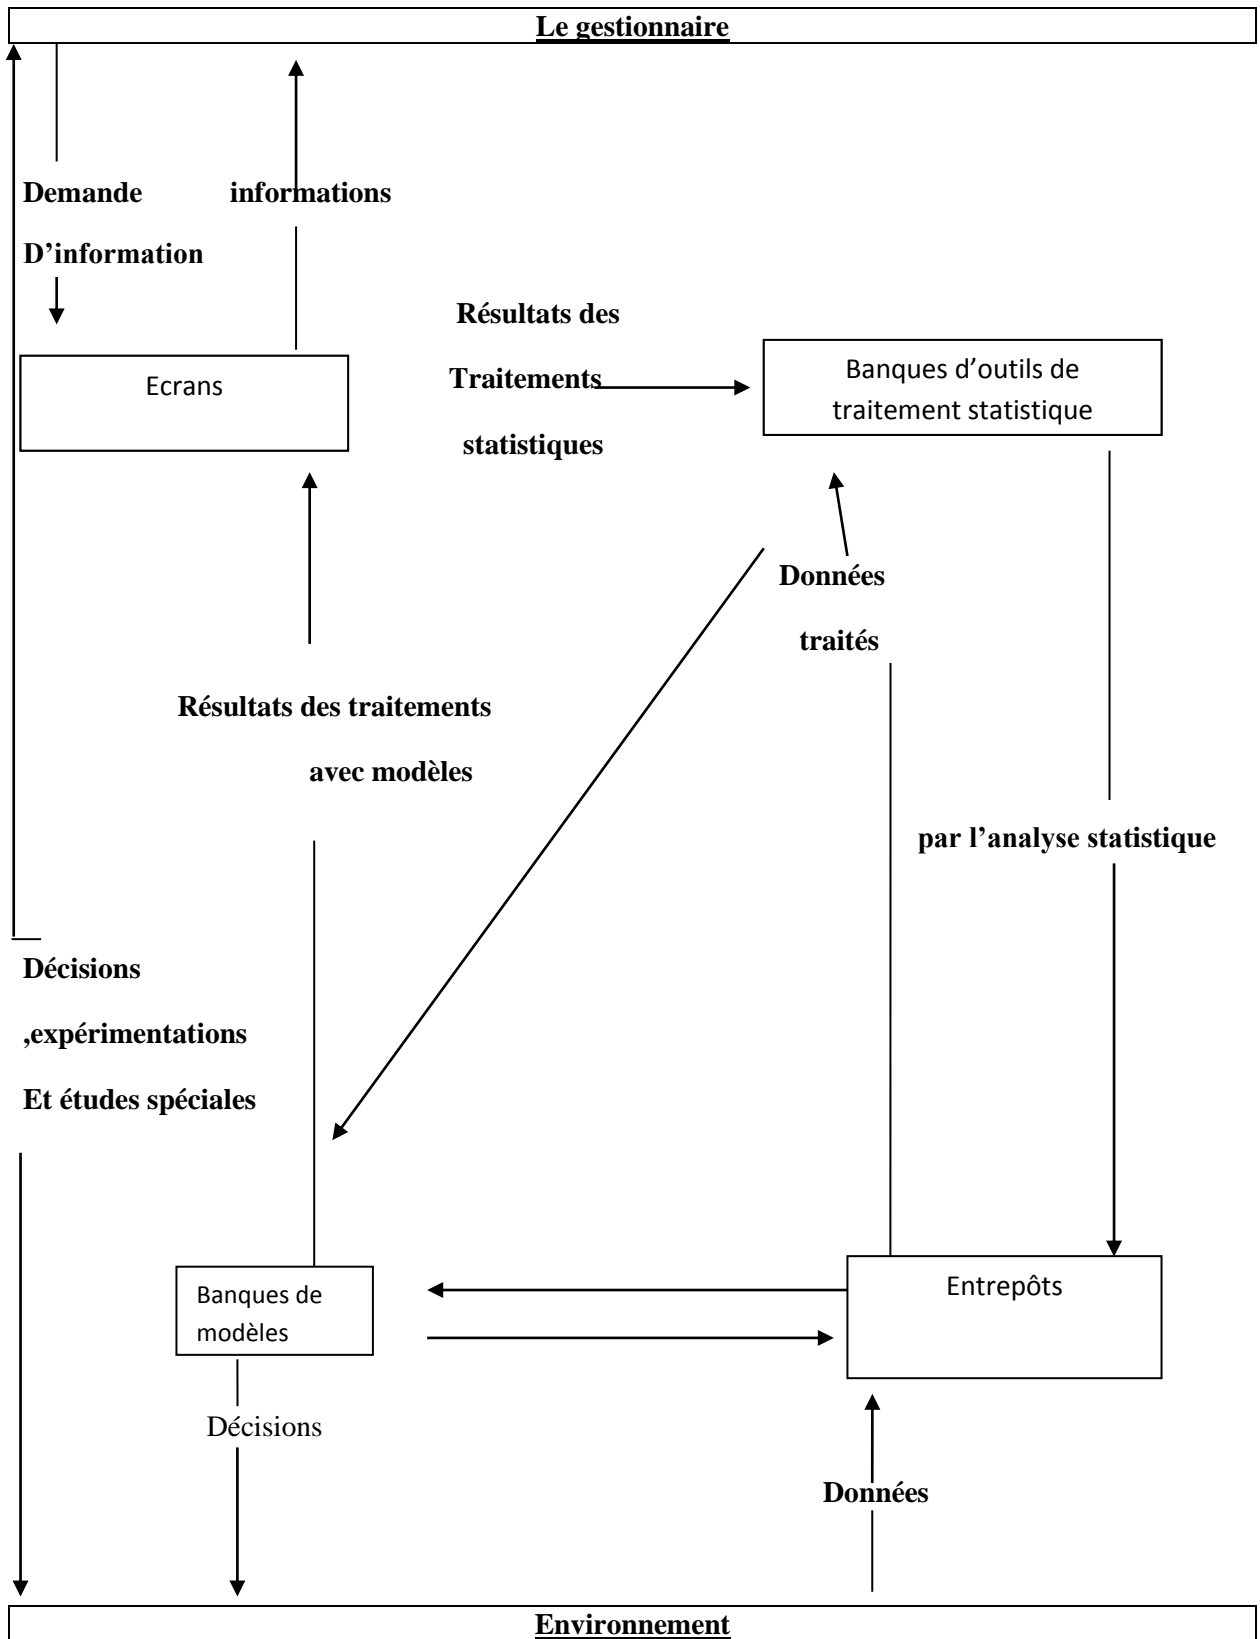 Le gestionnaire
Demande
D’information
informations
Résultats des
Traitements
statistiques
Ecrans
Banques d’outils de
traitement statistique
Données
traités
Résultats des traitements
avec modèles
par l’analyse statistique
Décisions
,expérimentations
Et études spéciales
Banques de
modèles
Entrepôts
Décisions
Données
Environnement